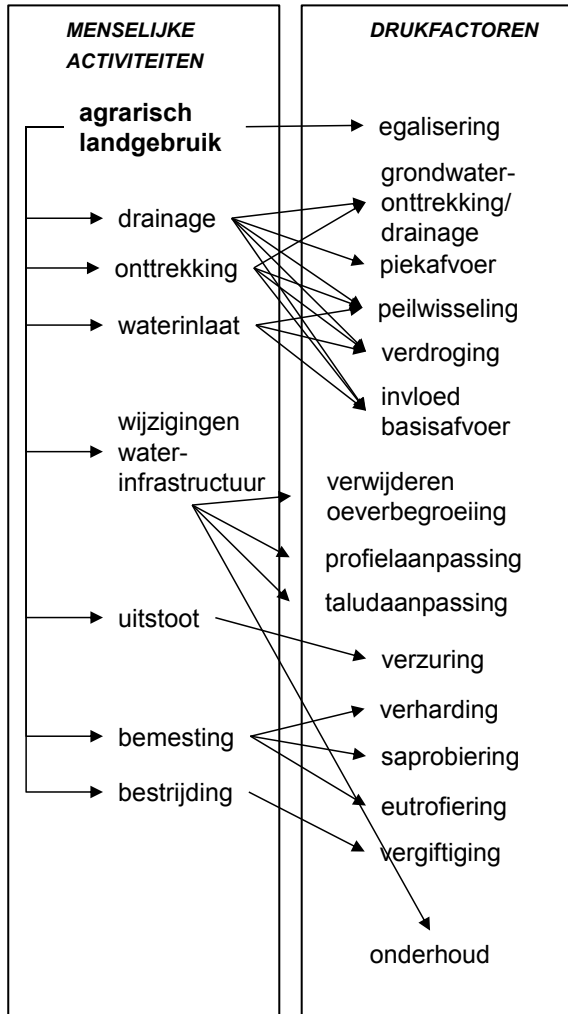 MENSELIJKE
ACTIVITEITEN
agrarisch
landgebruik
drainage
onttrekking
waterinlaat
wijzigingen
water-
infrastructuur
uitstoot
bemesting
bestrijding
DRUKFACTOREN
egalisering
grondwater-
onttrekking/
drainage
piekafvoer
peilwisseling
verdroging
invloed
basisafvoer
verwijderen
oeverbegroeiing
profielaanpassing
taludaanpassing
verzuring
verharding
saprobiering
eutrofiering
vergiftiging
onderhoud